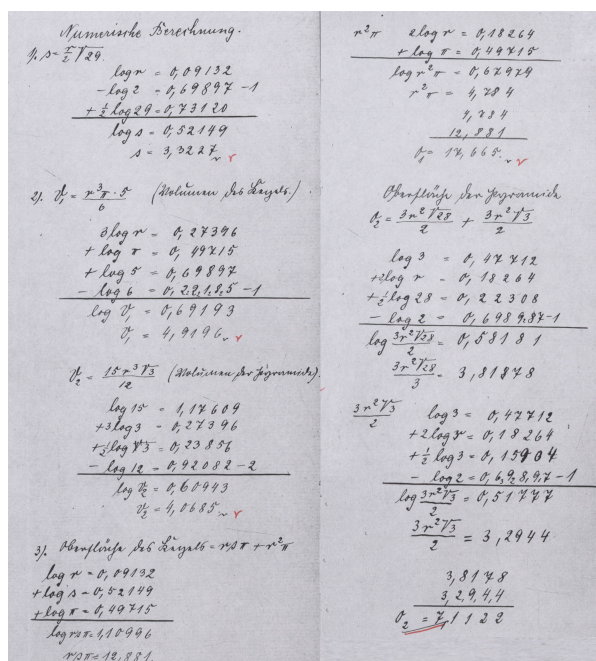 Numerische Berechnung.
1). s = r/2 √29.
log r = 0,09132
- log 2 = 0,69897 - 1
+ ½ log 29 = 0,73120
log s = 0,52149
s = 3,3227
2). V₁ = r³π · 5 / 6 (Volumen des Kegels.)
3 log r = 0,27396
+ log π = 0,49715
+ log 5 = 0,69897
- log 6 = 0,22185 - 1
log V₁ = 0,69193
V₁ = 4,9196
V₂ = 15 r³ √3 / 12 (Volumen der Pyramide).
log 15 = 1,17609
+ 3 log 3 = 0,27396
+ ½ log √3 = 0,23856
- log 12 = 0,92082 - 2
log V₂ = 0,60943
V₂ = 4,0685
3). Oberfläche des Kegels = rsπ + r²π
log r = 0,09132
+ log s = 0,52149
+ log π = 0,49715
log rsπ = 1,10996
rsπ = 12,881.
r²π 2 log r = 0,18264
+ log π = 0,49715
log r²π = 0,67979
r²π = 4,784
4,784
12,881
O₁ = 17,665
Oberfläche der Pyramide
O₂ = 3r²√28 / 2 + 3r²√3 / 2
log 3 = 0,47712
+ 2 log r = 0,18264
+ ½ log 28 = 0,22308
- log 2 = 0,69897 - 1
log 3r²√28 / 2 = 0,58181
3r²√28 / 3 = 3,81878
3r²√3 / 2 log 3 = 0,47712
+ 2 log r = 0,18264
+ ½ log 3 = 0,15904
- log 2 = 0,69897 - 1
log 3r²√3 / 2 = 0,51777
3r²√3 / 2 = 3,2944
3,8178
3,2944
O₂ = 7,1122